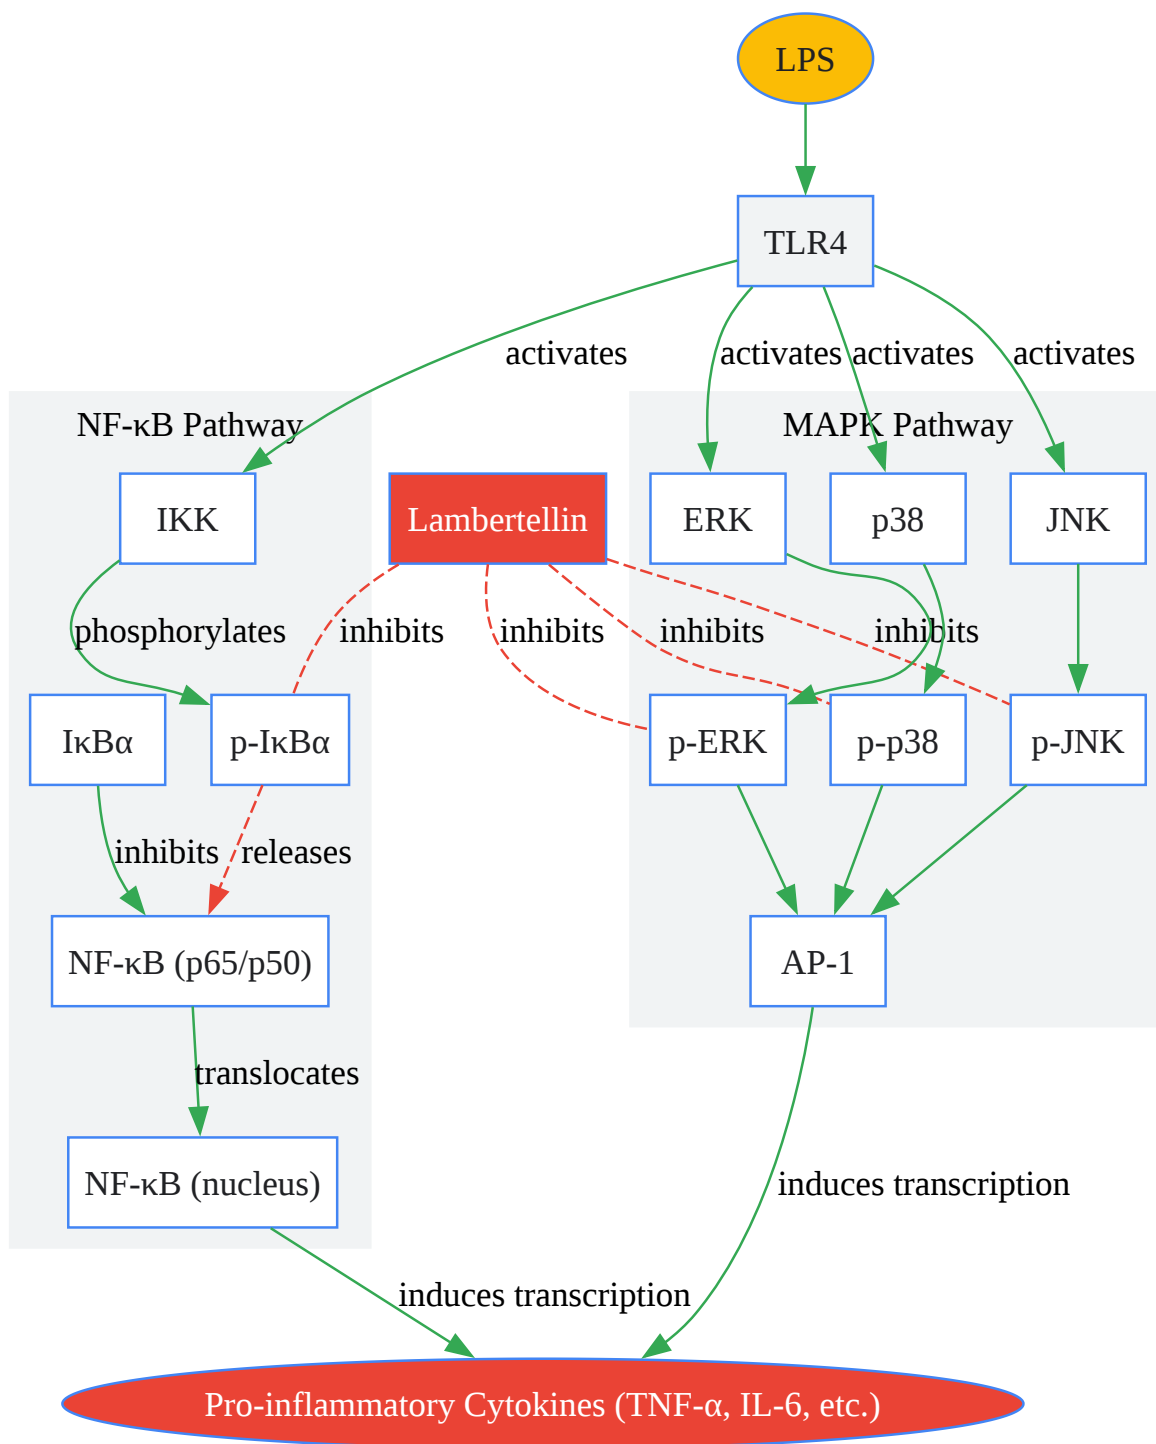 LPS
TLR4
activates
activates
activates
activates
NF-κB Pathway
MAPK Pathway
IKK
Lambertellin
ERK
p38
JNK
phosphorylates
inhibits
inhibits
inhibits
inhibits
IκBα
p-IκBα
p-ERK
p-p38
p-JNK
inhibits
releases
NF-κB (p65/p50)
AP-1
translocates
NF-κB (nucleus)
induces transcription
induces transcription
Pro-inflammatory Cytokines (TNF-α, IL-6, etc.)